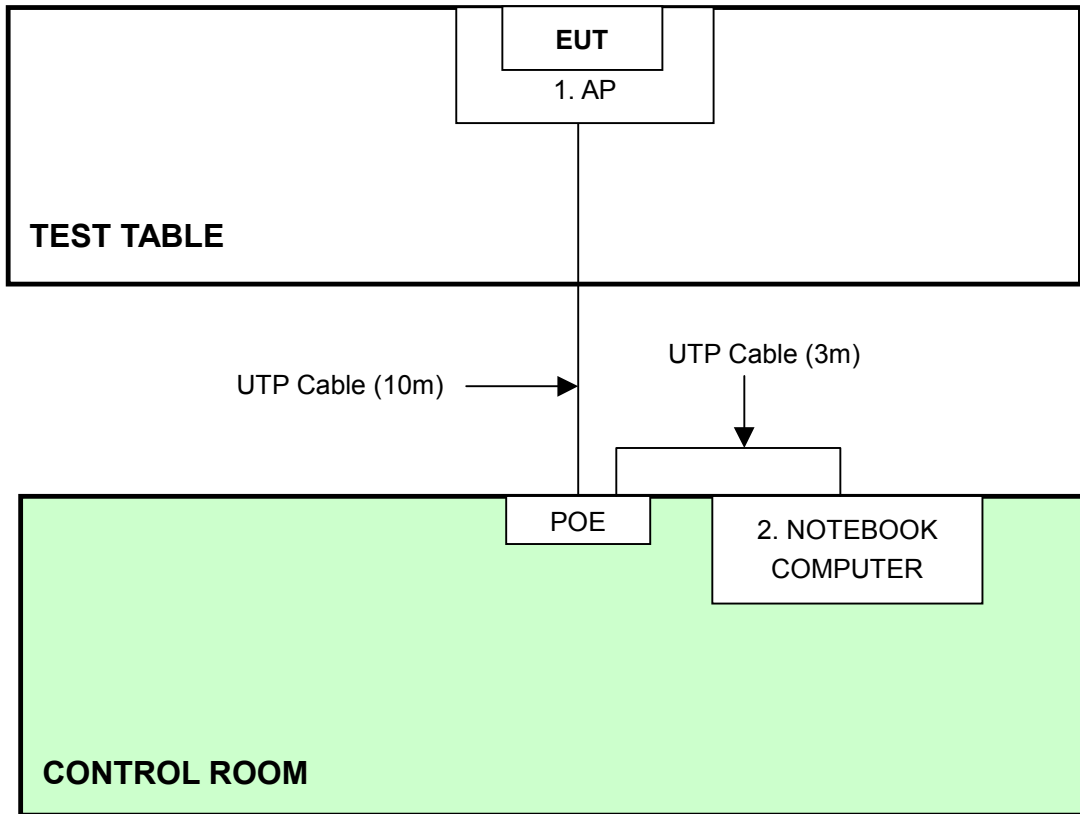 EUT
1. AP
TEST TABLE
UTP Cable (3m)
UTP Cable (10m)
POE
2. NOTEBOOK
COMPUTER
CONTROL ROOM